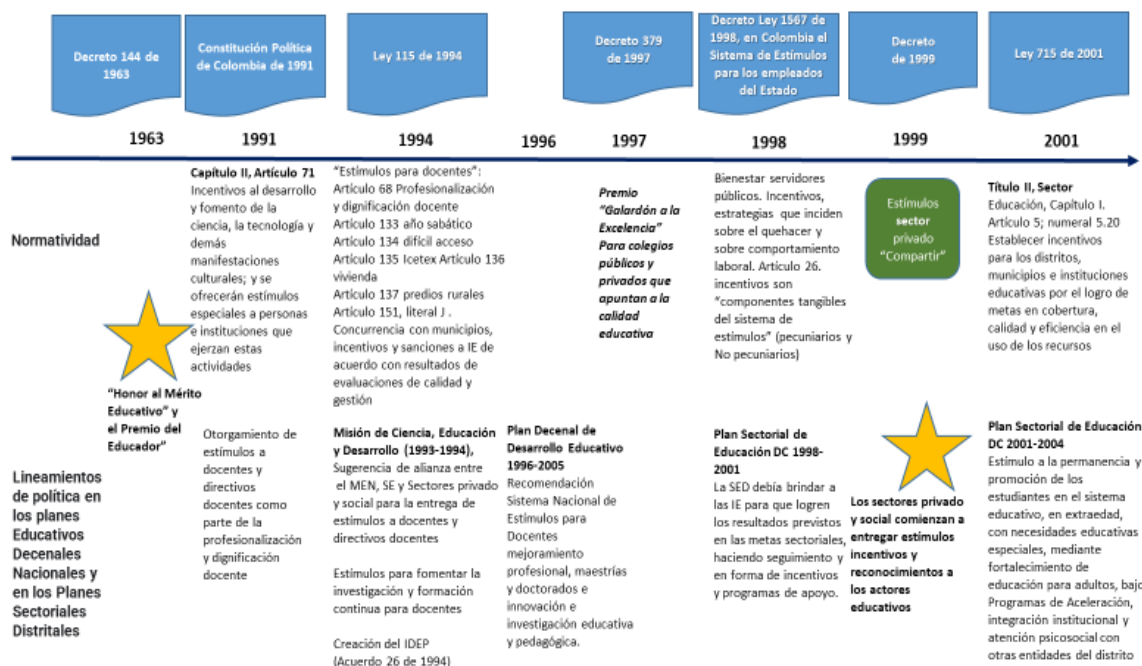 Decreto 144 de
1963
Constitución Política
de Colombia de 1991
Ley 115 de 1994
Decreto 379
de 1997
Decreto Ley 1567 de
1998, en Colombia el
Sistema de Estímulos
para los empleados
del Estado
Decreto
de 1999
Ley 715 de 2001
1963
1991
1994
1996
1997
1998
1999
2001
Normatividad
Capítulo II, Artículo 71
Incentivos al desarrollo
y fomento de la
ciencia, la tecnología y
demás
manifestaciones
culturales; y se
ofrecerán estímulos
especiales a personas
e instituciones que
ejerzan estas
actividades
"Estímulos para docentes":
Artículo 68 Profesionalización
y dignificación docente
Artículo 133 año sabático
Artículo 134 difícil acceso
Artículo 135 Icetex Artículo 136
vivienda
Artículo 137 predios rurales
Artículo 151, literal J .
Concurrencia con municipios,
incentivos y sanciones a IE de
acuerdo con resultados de
evaluaciones de calidad y
gestión
Premio
"Galardón a la
Excelencia"
Para colegios
públicos y
privados que
apuntan a la
calidad
educativa
Bienestar servidores
públicos. Incentivos,
estrategias que inciden
sobre el quehacer y
sobre comportamiento
laboral. Artículo 26.
incentivos son
"componentes tangibles
del sistema de
estímulos" (pecuniarios y
No pecuniarios)
Estímulos
sector
privado
"Compartir"
Título II, Sector
Educación, Capítulo I.
Artículo 5; numeral 5.20
Establecer incentivos
para los distritos,
municipios e instituciones
educativas por el logro de
metas en cobertura,
calidad y eficiencia en el
uso de los recursos
"Honor al Mérito
Educativo" y
el Premio del
Educador"
Lineamientos
de política en
los planes
Educativos
Decenales
Nacionales y
en los Planes
Sectoriales
Distritales
Otorgamiento de
estímulos a
docentes y
directivos
docentes como
parte de la
profesionalización
y dignificación
docente
Misión de Ciencia, Educación
y Desarrollo (1993-1994),
Sugerencia de alianza entre
el MEN, SE y Sectores privado
y social para la entrega de
estímulos a docentes y
directivos docentes
Estímulos para fomentar la
investigación y formación
continua para docentes
Creación del IDEP
(Acuerdo 26 de 1994)
Plan Decenal de
Desarrollo Educativo
1996-2005
Recomendación
Sistema Nacional de
Estímulos para
Docentes
mejoramiento
profesional, maestrías
y doctorados e
innovación e
investigación educativa
y pedagógica.
Plan Sectorial de
Educación DC 1998-
2001
La SED debía brindar a
las IE para que logren
los resultados previstos
en las metas sectoriales,
haciendo seguimiento y
en forma de incentivos
y programas de apoyo.
Los sectores privado
y social comienzan a
entregar estímulos
incentivos y
reconocimientos a
los actores
educativos
Plan Sectorial de Educación
DC 2001-2004
Estímulo a la permanencia y
promoción de los
estudiantes en el sistema
educativo, en extraedad,
con necesidades educativas
especiales, mediante
fortalecimiento de
educación para adultos, bajo
Programas de Aceleración,
integración institucional y
atención psicosocial con
otras entidades del distrito